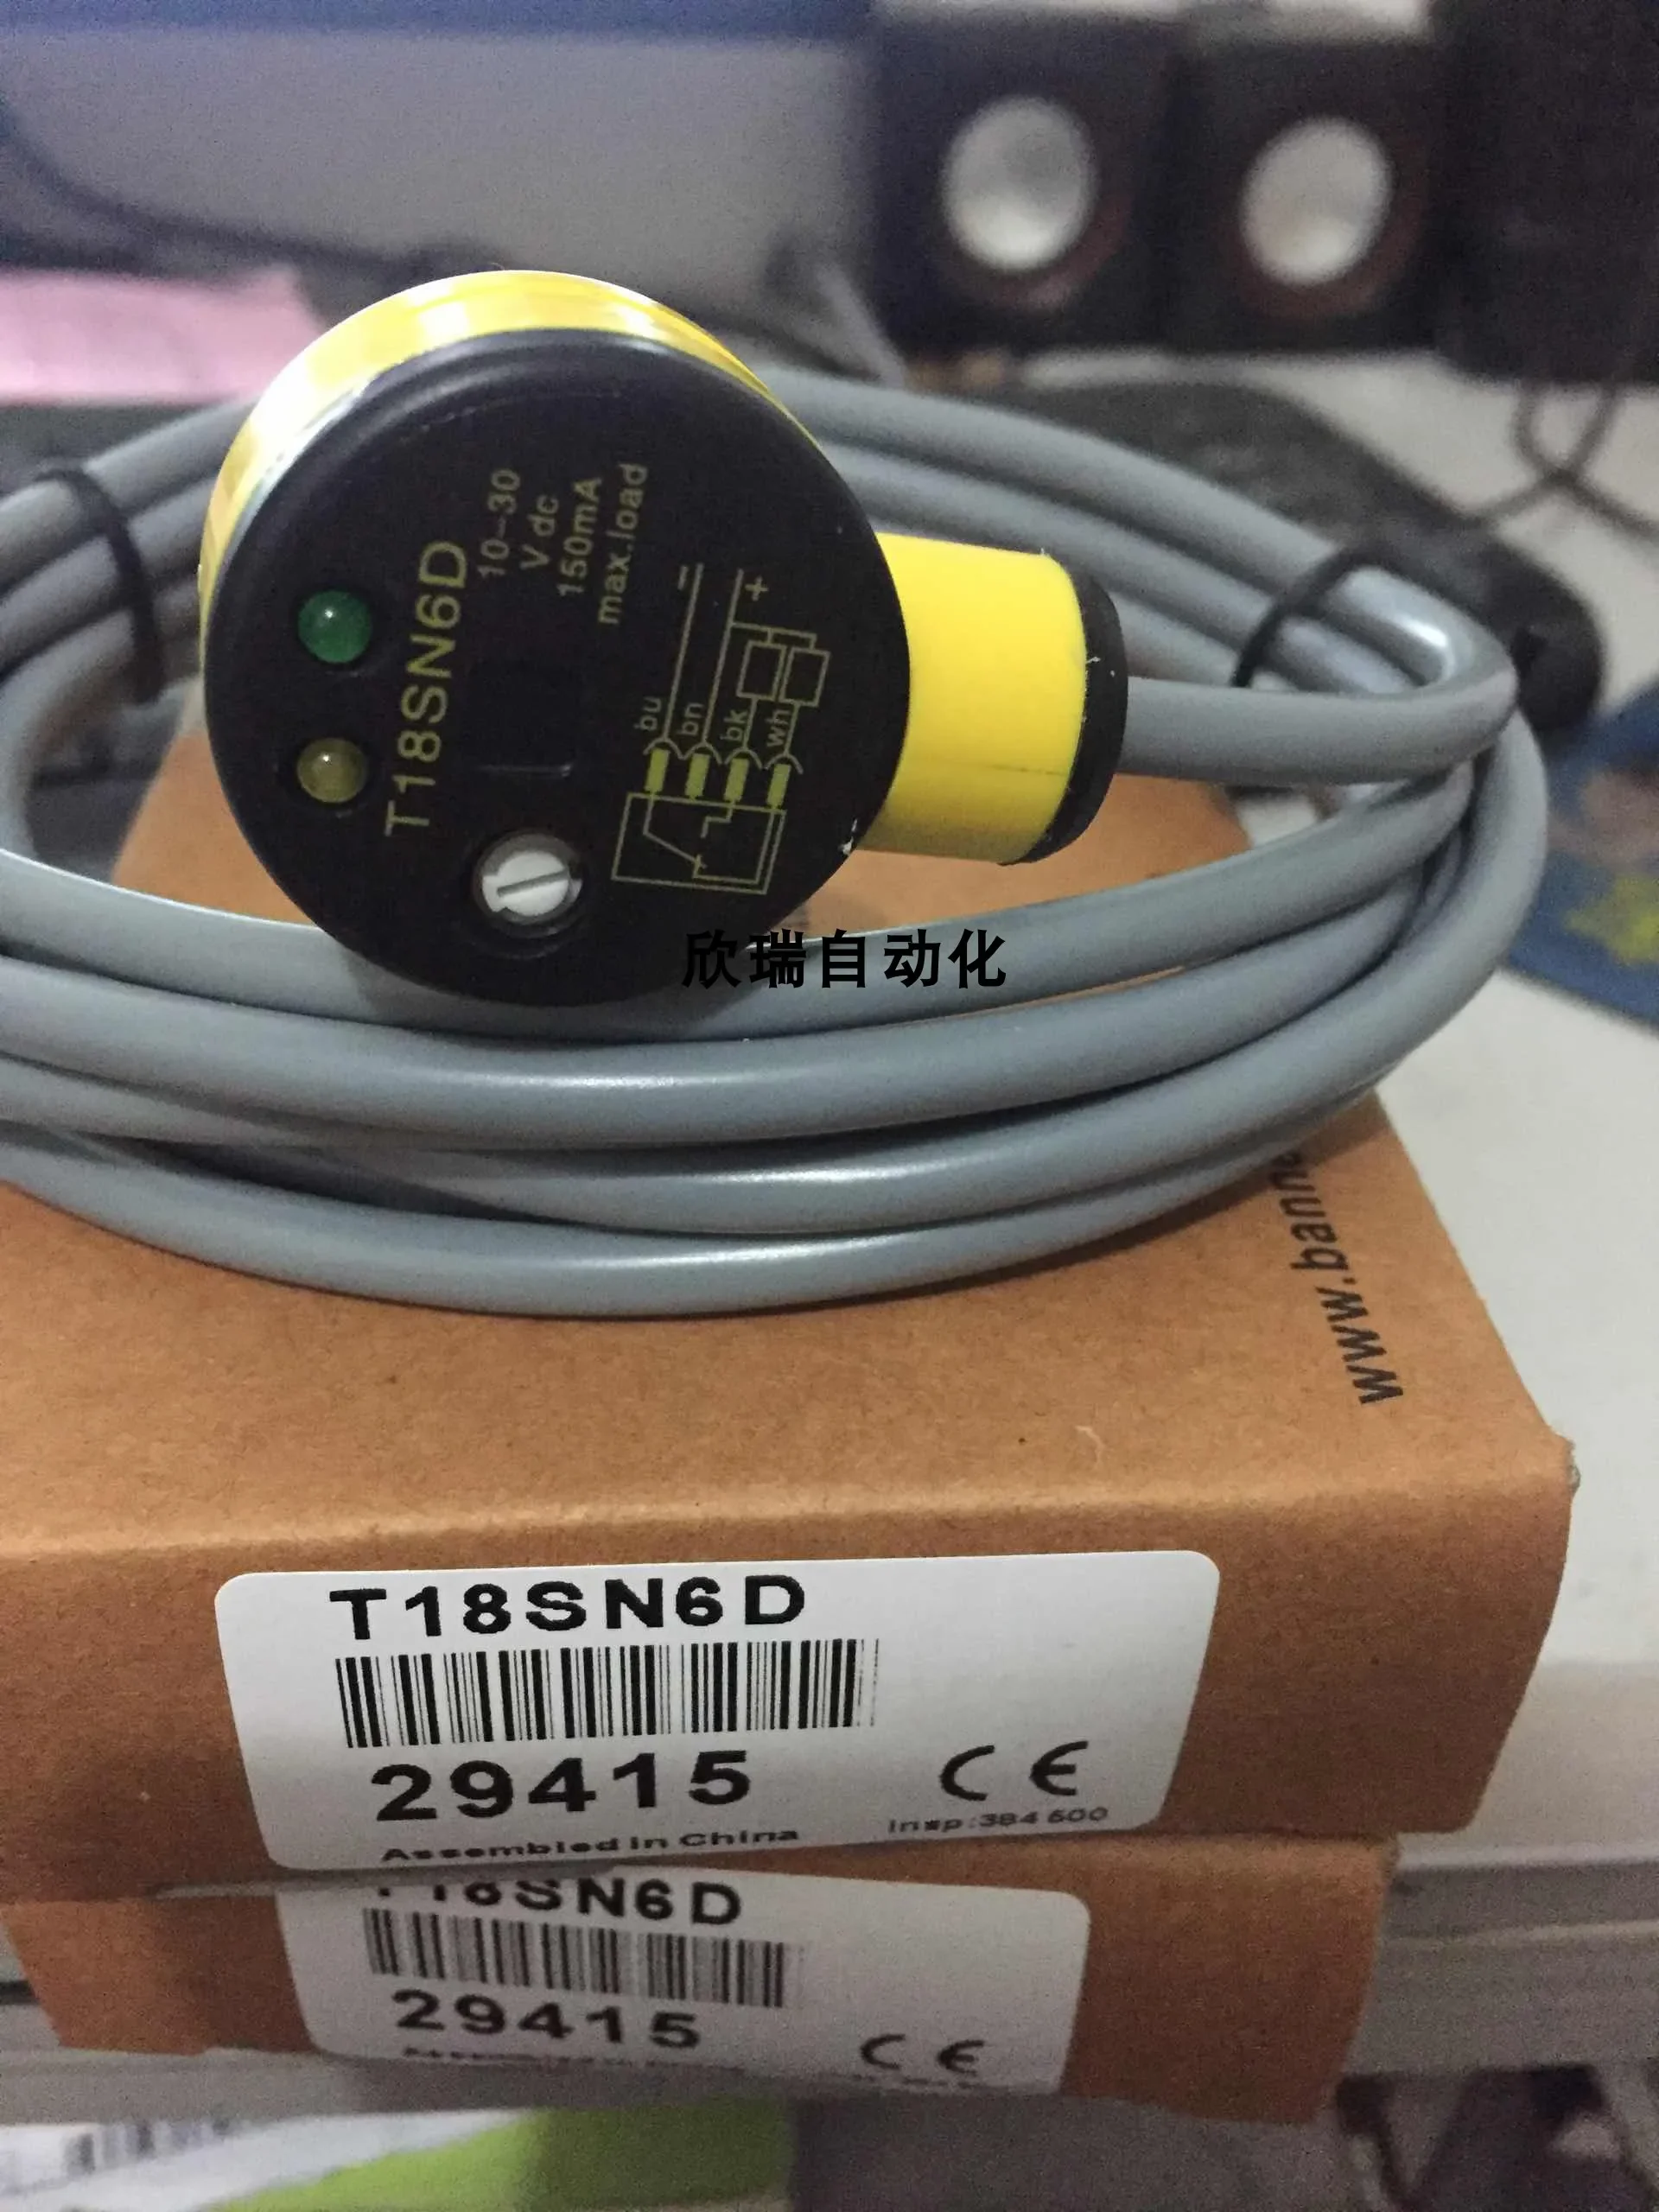 T18SN6D
10-30
V dc
150mA
max.load
- +
bu
bn
bk
wh
欣瑞自动化
www.banne
T18SN6D
29415
CE
Assembled in China
Insp:384 600
T18SN6D
29415
CE